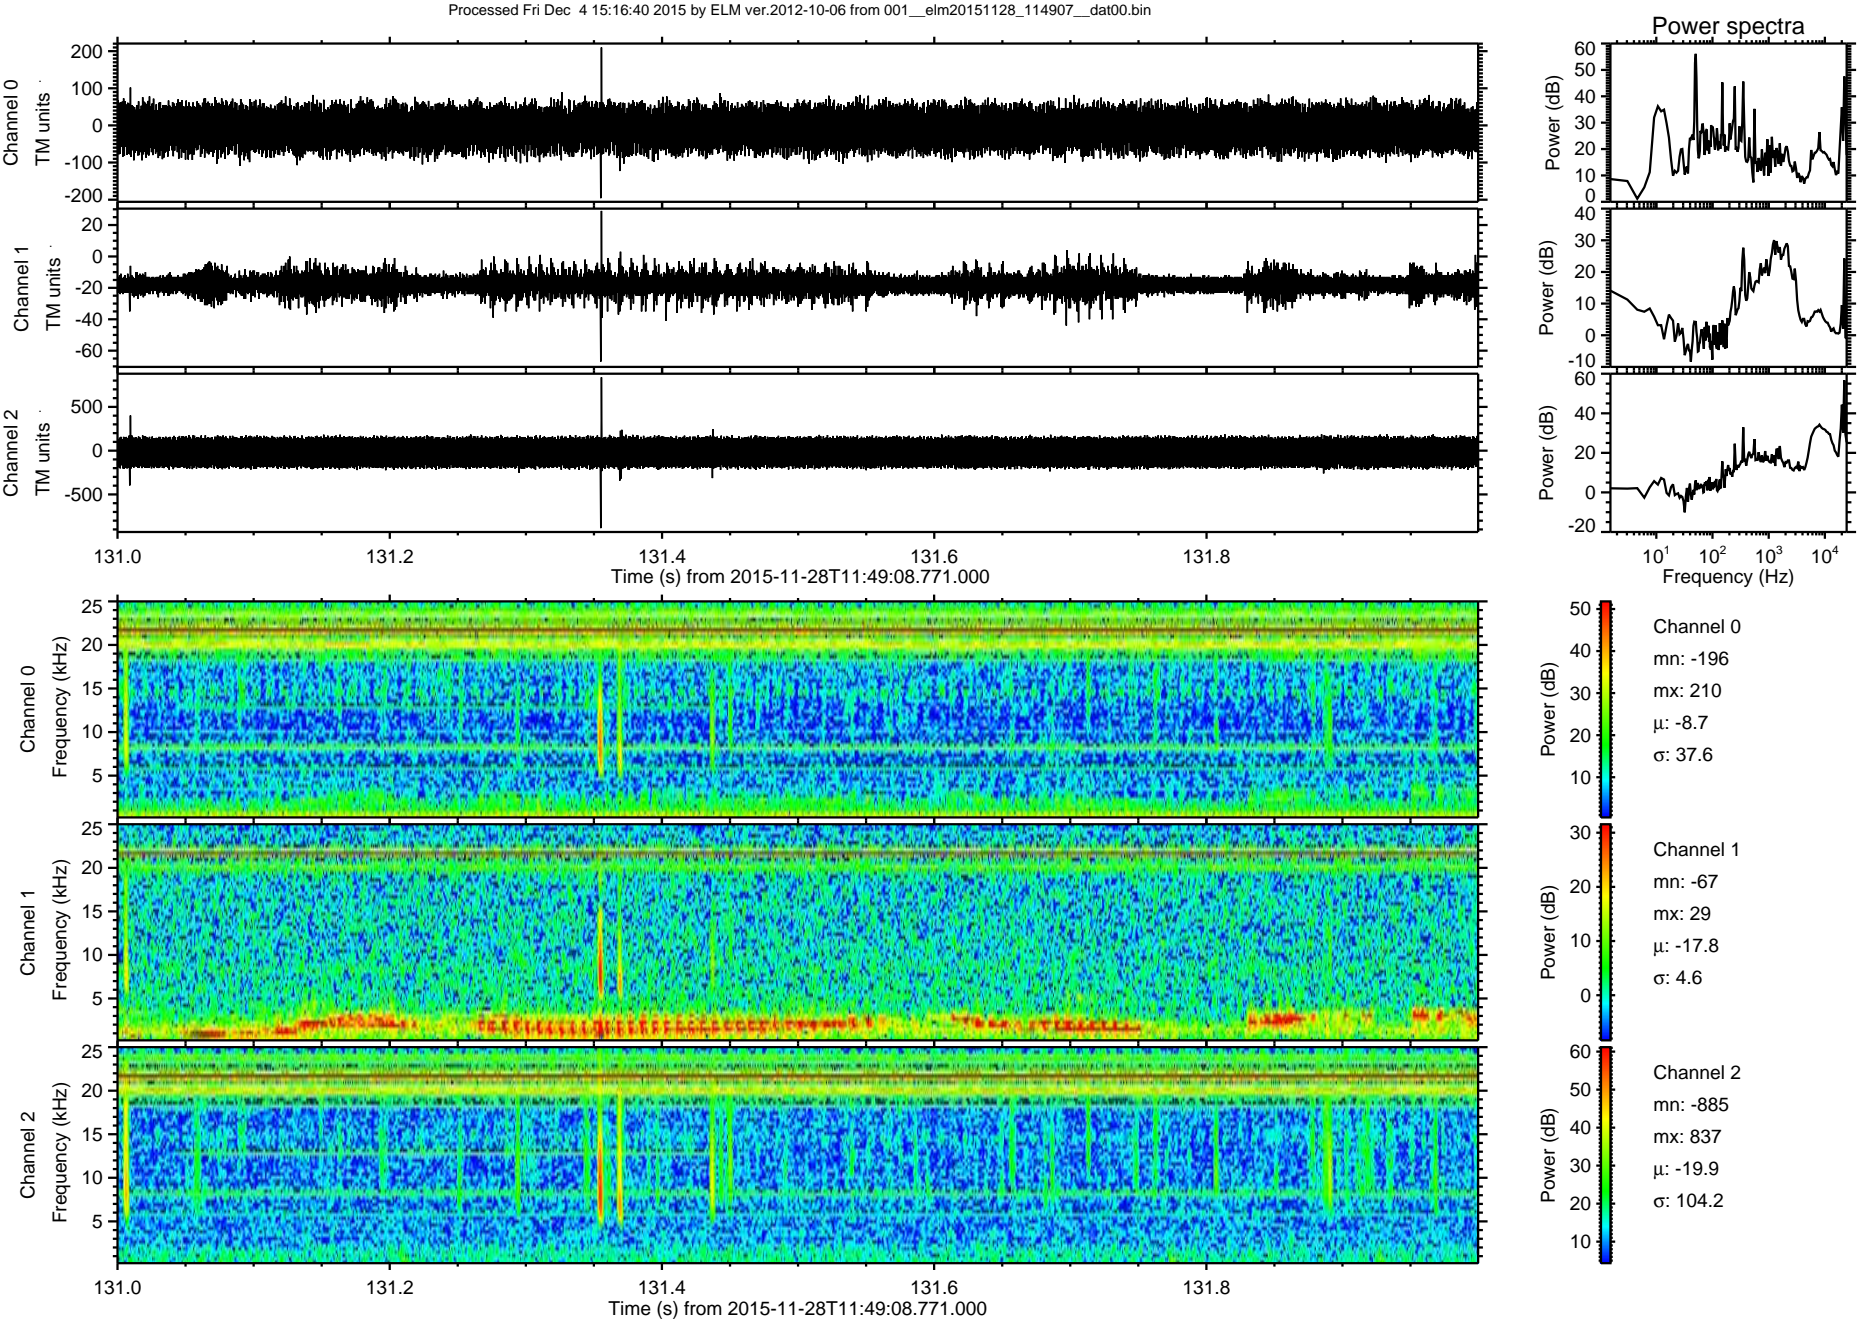 Processed Fri Dec  4 15:16:40 2015 by ELM ver.2012-10-06 from 001__elm20151128_114907__dat00.bin
Power spectra
Channel 0
TM units
200
100
0
-100
-200
Power (dB)
60
50
40
30
20
10
0
Channel 1
TM units
20
0
-20
-40
-60
Power (dB)
40
30
20
10
0
-10
Channel 2
TM units
500
0
-500
Power (dB)
60
40
20
0
-20
131.0
131.2
131.4
131.6
131.8
Time (s) from 2015-11-28T11:49:08.771.000
10¹
10²
10³
10⁴
Frequency (Hz)
Channel 0
Frequency (kHz)
25
20
15
10
5
Power (dB)
50
40
30
20
10
Channel 0
mn: -196
mx: 210
µ: -8.7
σ: 37.6
Channel 1
Frequency (kHz)
25
20
15
10
5
Power (dB)
30
20
10
0
Channel 1
mn: -67
mx: 29
µ: -17.8
σ: 4.6
Channel 2
Frequency (kHz)
25
20
15
10
5
Power (dB)
60
50
40
30
20
10
Channel 2
mn: -885
mx: 837
µ: -19.9
σ: 104.2
131.0
131.2
131.4
131.6
131.8
Time (s) from 2015-11-28T11:49:08.771.000